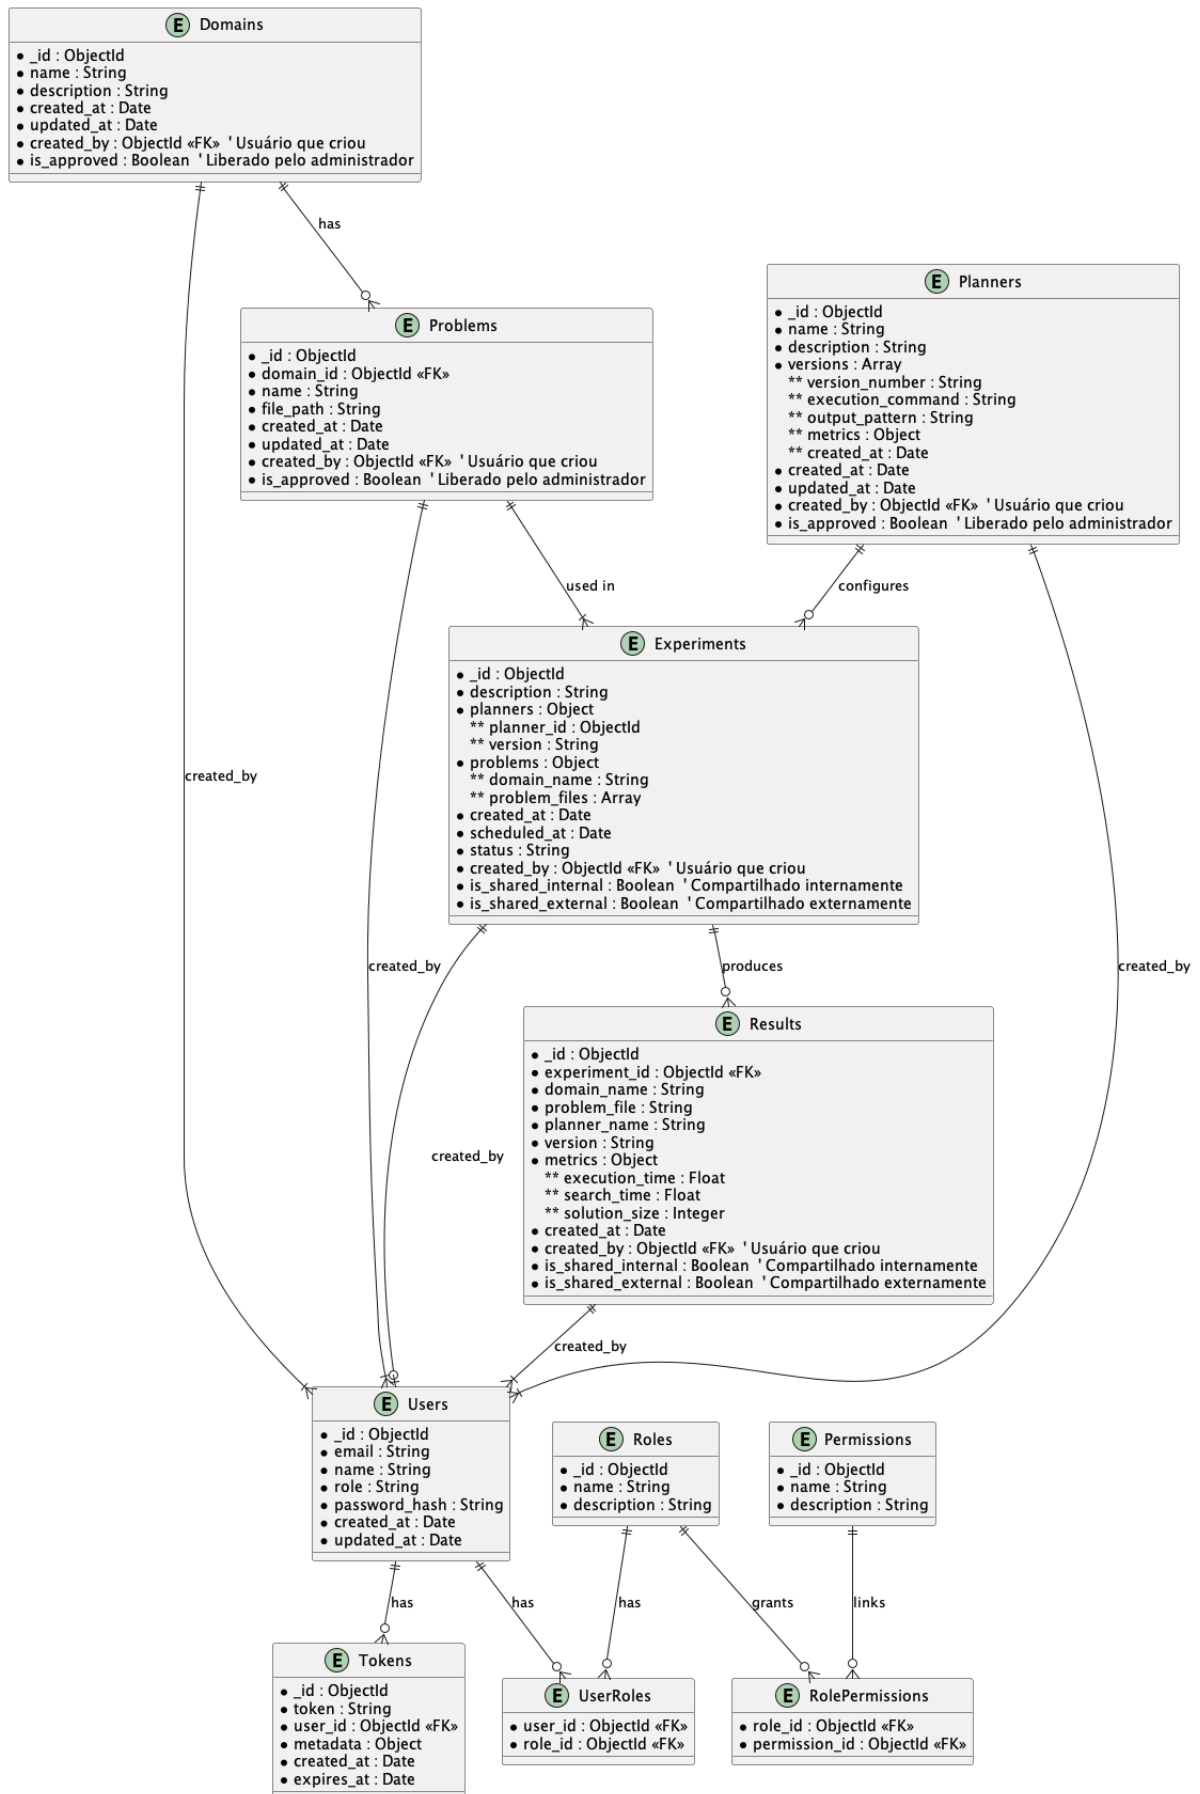 E Domains
_id : ObjectId
name : String
description : String
created_at : Date
updated_at : Date
created_by : ObjectId «FK» ' Usuário que criou
is_approved : Boolean ' Liberado pelo administrador
has
E Problems
_id : ObjectId
domain_id : ObjectId «FK»
name : String
file_path : String
created_at : Date
updated_at : Date
created_by : ObjectId «FK» ' Usuário que criou
is_approved : Boolean ' Liberado pelo administrador
E Planners
_id : ObjectId
name : String
description : String
versions : Array
** version_number : String
** execution_command : String
** output_pattern : String
** metrics : Object
** created_at : Date
created_at : Date
updated_at : Date
created_by : ObjectId «FK» ' Usuário que criou
is_approved : Boolean ' Liberado pelo administrador
used in
configures
E Experiments
_id : ObjectId
description : String
planners : Object
** planner_id : ObjectId
** version : String
problems : Object
** domain_name : String
** problem_files : Array
created_at : Date
scheduled_at : Date
status : String
created_by : ObjectId «FK» ' Usuário que criou
is_shared_internal : Boolean ' Compartilhado internamente
is_shared_external : Boolean ' Compartilhado externamente
created_by
created_by
produces
created_by
E Results
_id : ObjectId
experiment_id : ObjectId «FK»
domain_name : String
problem_file : String
planner_name : String
version : String
metrics : Object
** execution_time : Float
** search_time : Float
** solution_size : Integer
created_at : Date
created_by : ObjectId «FK» ' Usuário que criou
is_shared_internal : Boolean ' Compartilhado internamente
is_shared_external : Boolean ' Compartilhado externamente
created_by
created_by
E Users
_id : ObjectId
email : String
name : String
role : String
password_hash : String
created_at : Date
updated_at : Date
E Roles
_id : ObjectId
name : String
description : String
E Permissions
_id : ObjectId
name : String
description : String
has
has
has
grants
links
E Tokens
_id : ObjectId
token : String
user_id : ObjectId «FK»
metadata : Object
created_at : Date
expires_at : Date
E UserRoles
user_id : ObjectId «FK»
role_id : ObjectId «FK»
E RolePermissions
role_id : ObjectId «FK»
permission_id : ObjectId «FK»